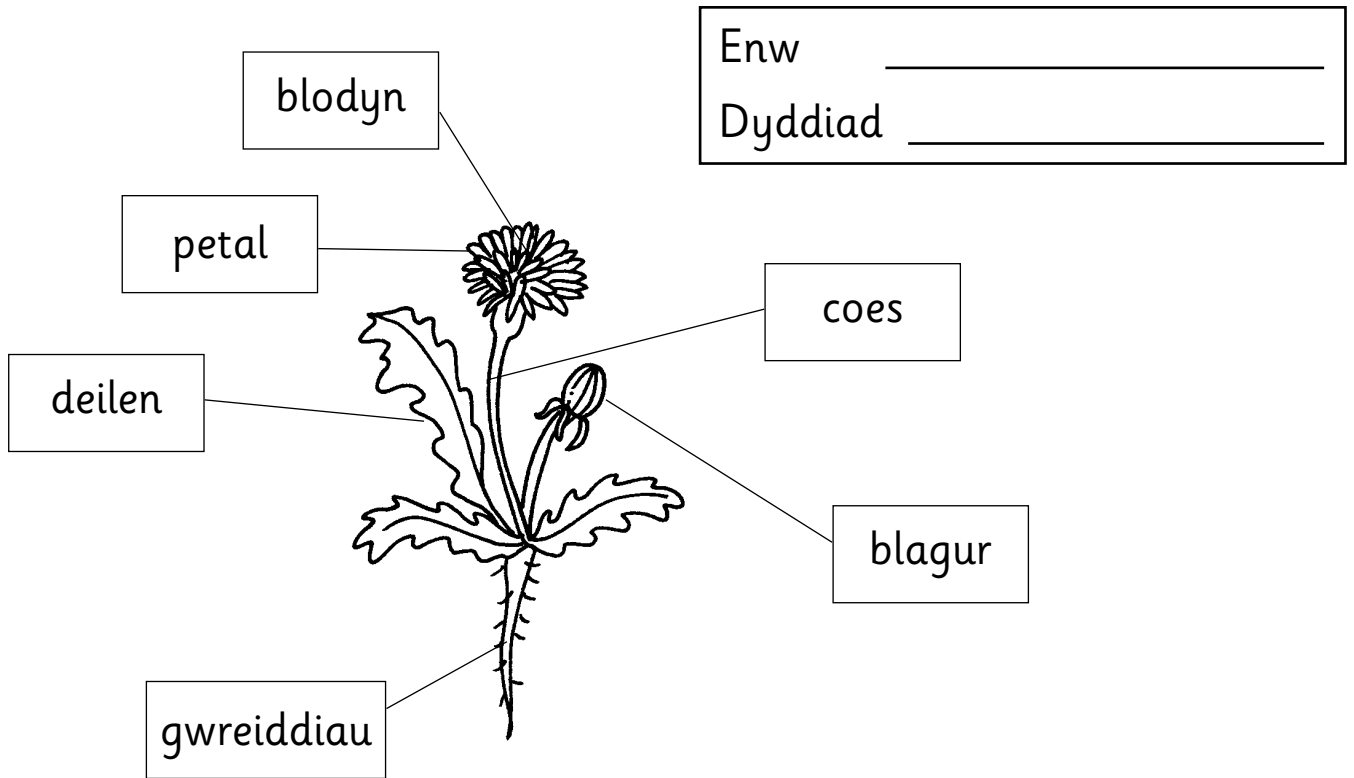 Enw
Dyddiad
blodyn
petal
coes
deilen
blagur
gwreiddiau